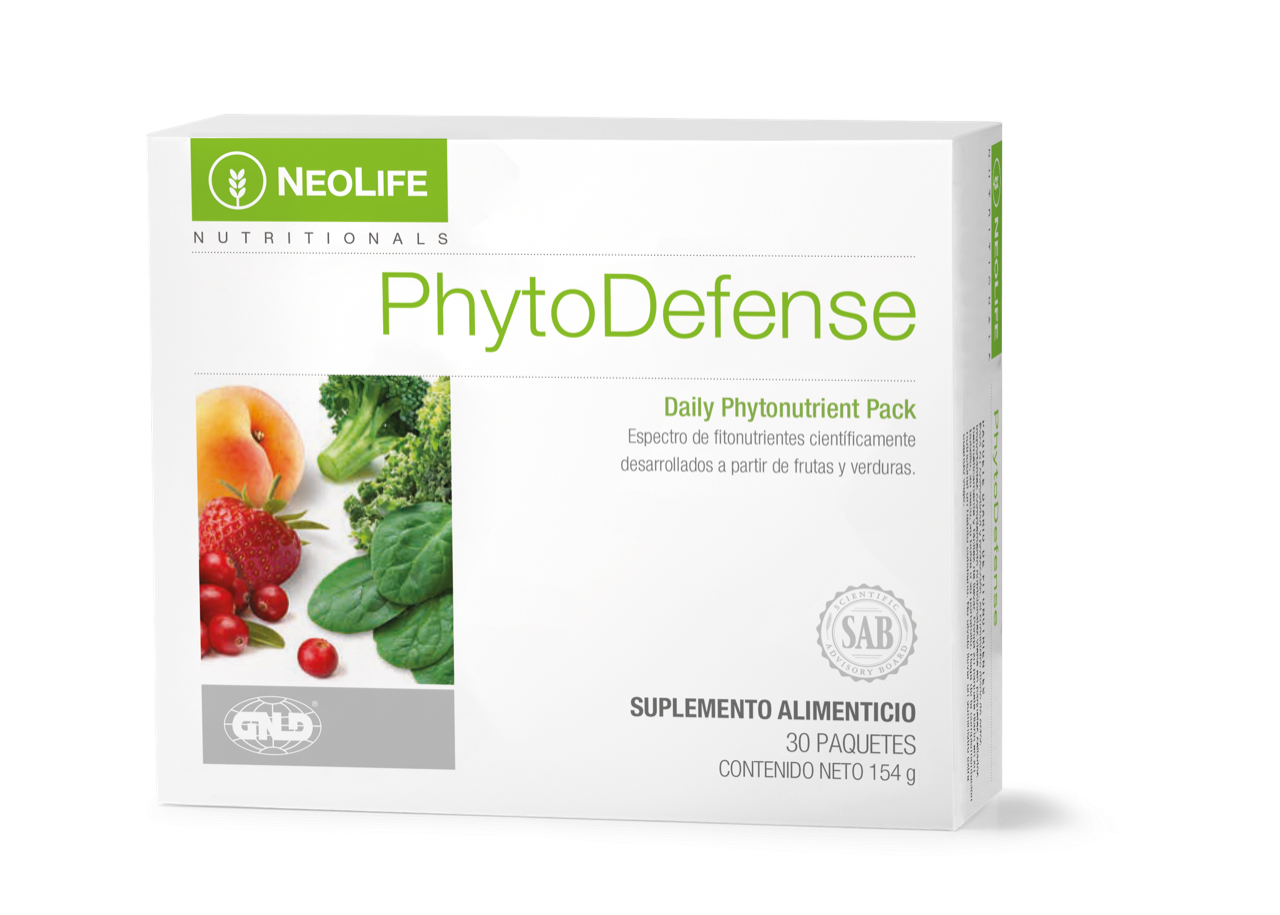 NEOLIFE
NUTRITIONALS
PhytoDefense
Daily Phytonutrient Pack
Espectro de fitonutrientes científicamente
desarrollados a partir de frutas y verduras.
SCIENTIFIC
SAB
ADVISORY BOARD
GNLD®
SUPLEMENTO ALIMENTICIO
30 PAQUETES
CONTENIDO NETO 154 g
NEOLIFE
NUTRITIONALS
PhytoDefense